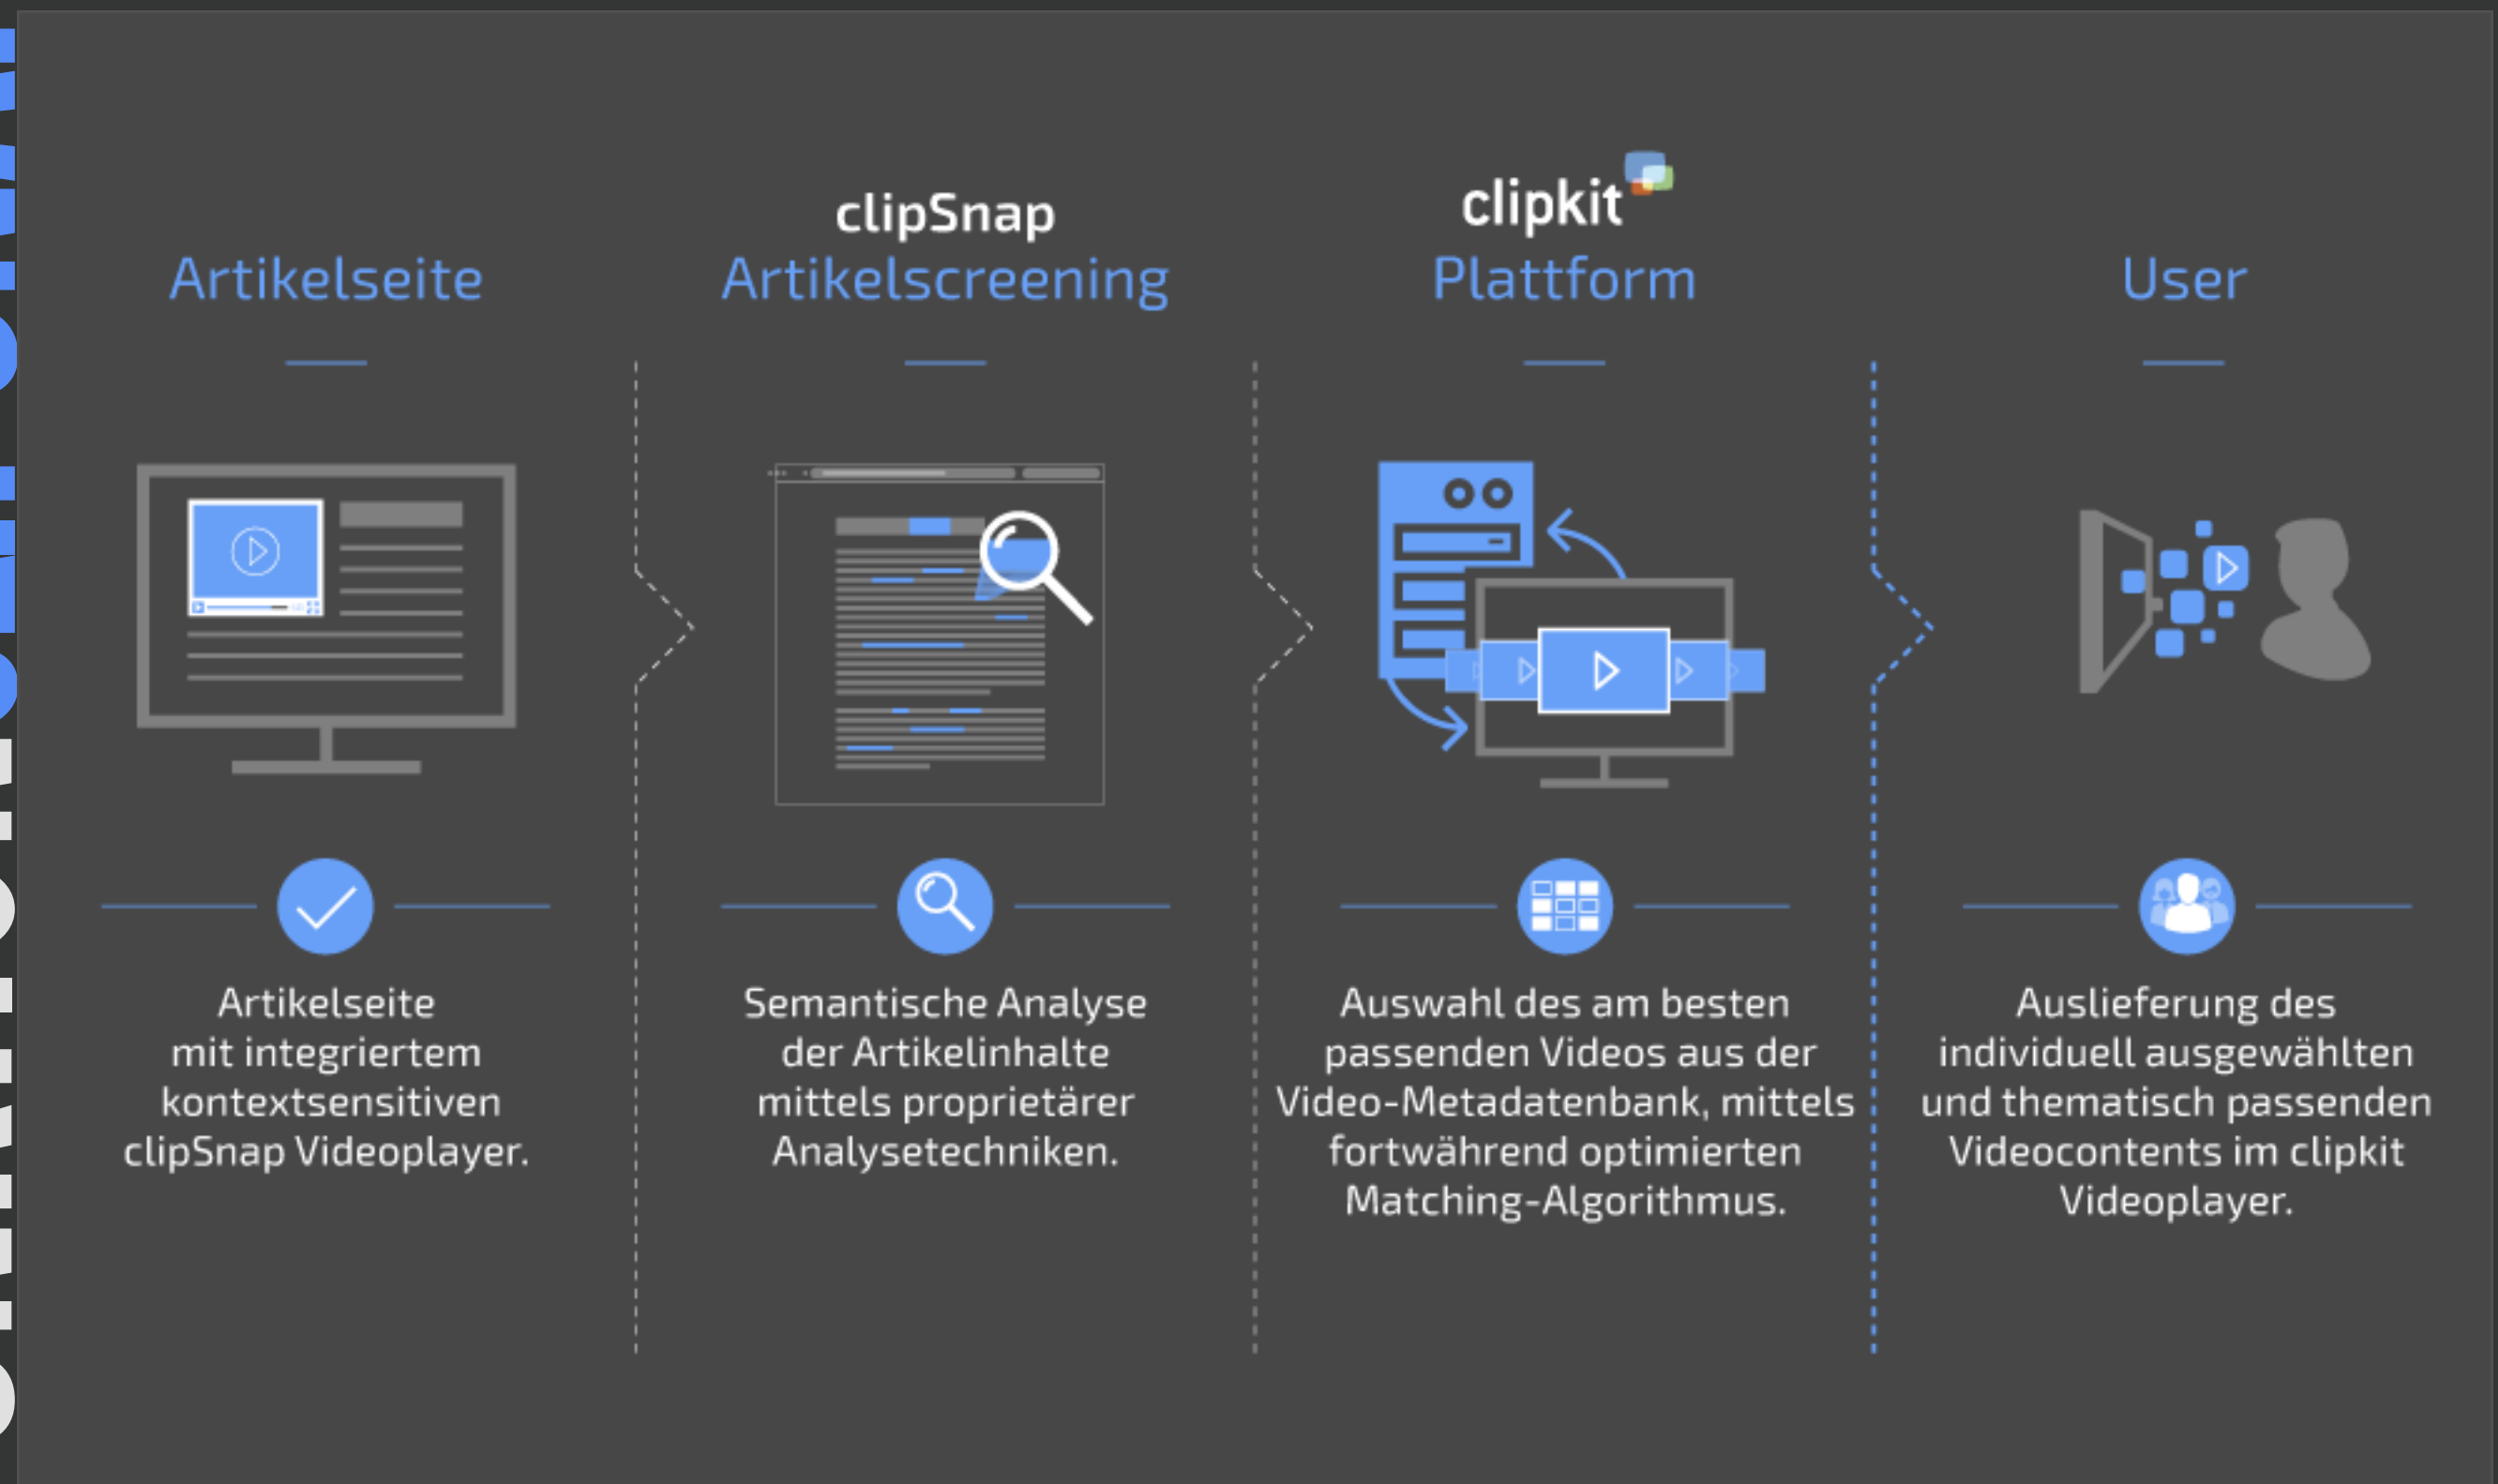 Artikelseite
clipSnap
Artikelscreening
clipkit
Plattform
User
Artikelseite
mit integriertem
kontextsensitiven
clipSnap Videoplayer.
Semantische Analyse
der Artikelinhalte
mittels proprietärer
Analysetechniken.
Auswahl des am besten
passenden Videos aus der
Video-Metadatenbank, mittels
fortwährend optimierten
Matching-Algorithmus.
Auslieferung des
individuell ausgewählten
und thematisch passenden
Videocontents im clipkit
Videoplayer.